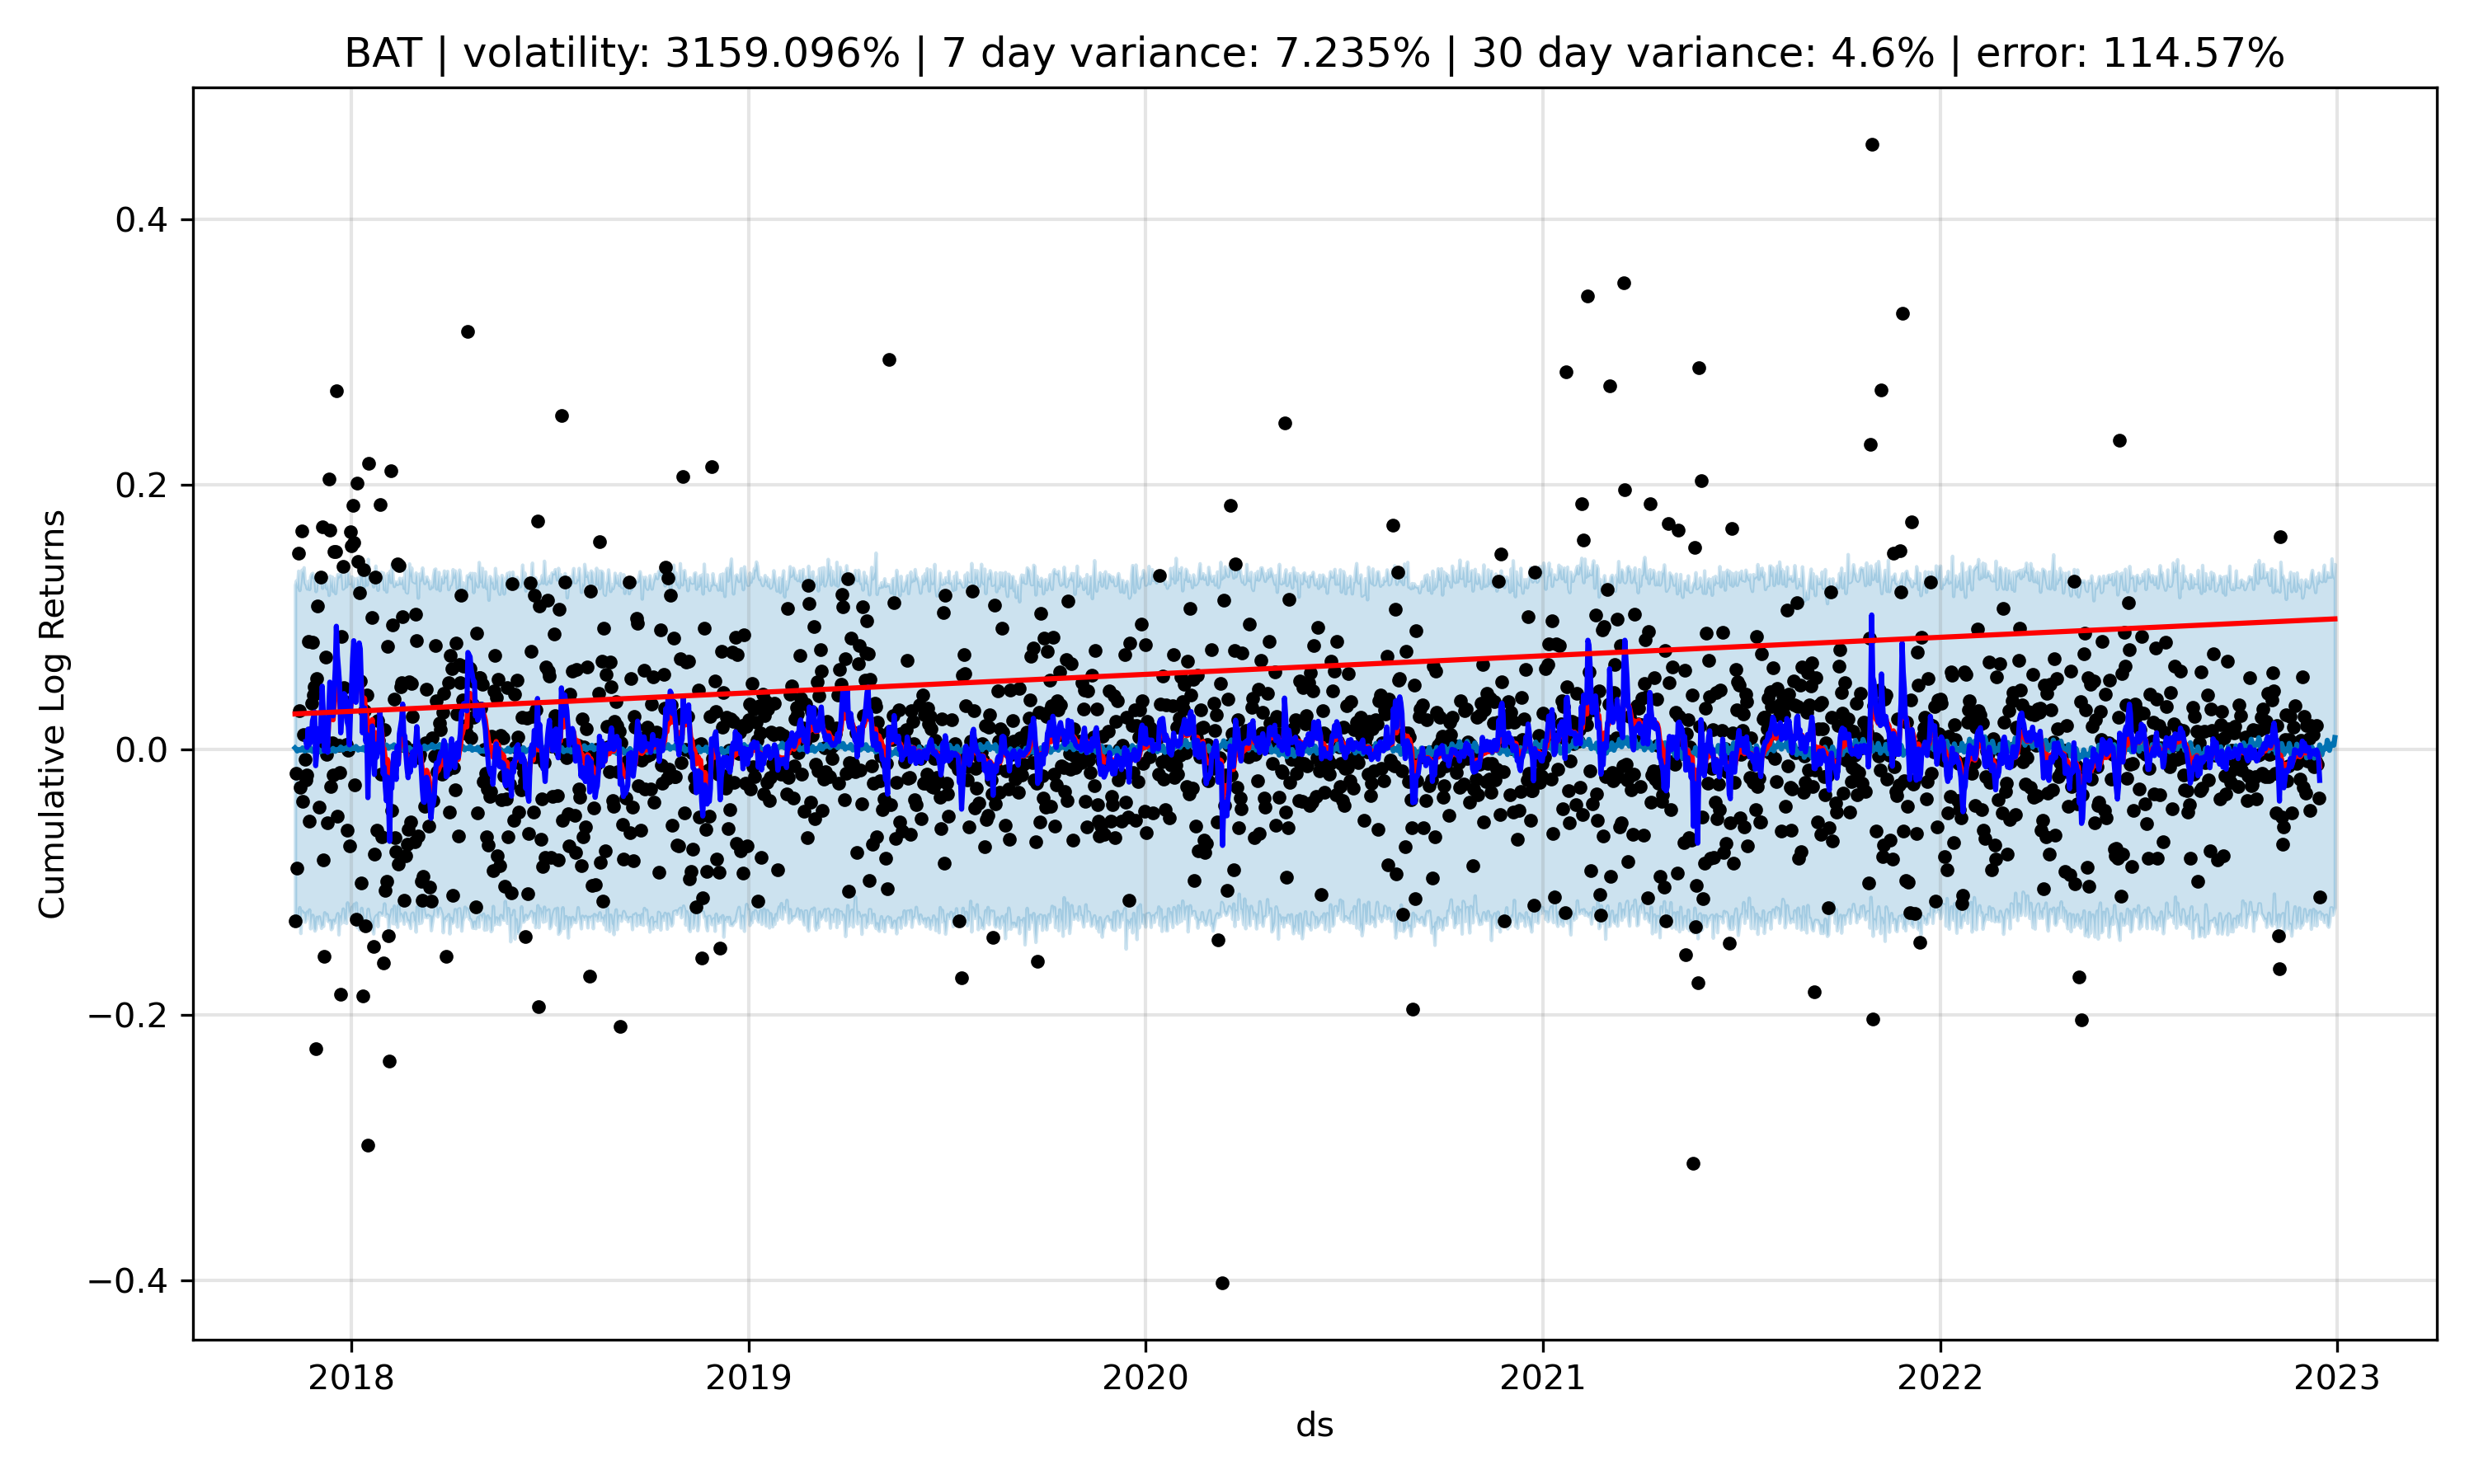 BAT | volatility: 3159.096% | 7 day variance: 7.235% | 30 day variance: 4.6% | error: 114.57%
Cumulative Log Returns
0.4
0.2
0.0
−0.2
−0.4
2018 2019 2020 2021 2022 2023
ds